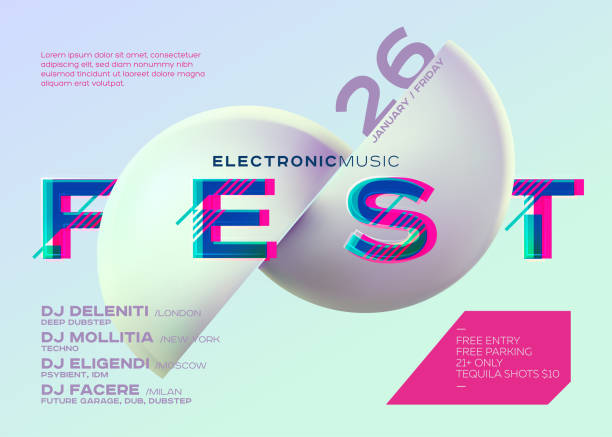 Lorem ipsum dolor sit amet, consectetuer
adipiscing elit, sed diam nonummy nibh
euismod tincidunt ut laoreet dolore magna
aliquam erat volutpat.
26
JANUARY / FRIDAY
ELECTRONICMUSIC
FEST
DJ DELENITI /LONDON
DEEP DUBSTEP
DJ MOLLITIA /NEW YORK
TECHNO
DJ ELIGENDI /MOSCOW
PSYBIENT, IDM
DJ FACERE /MILAN
FUTURE GARAGE, DUB, DUBSTEP
—
FREE ENTRY
FREE PARKING
21+ ONLY
TEQUILA SHOTS $10
—